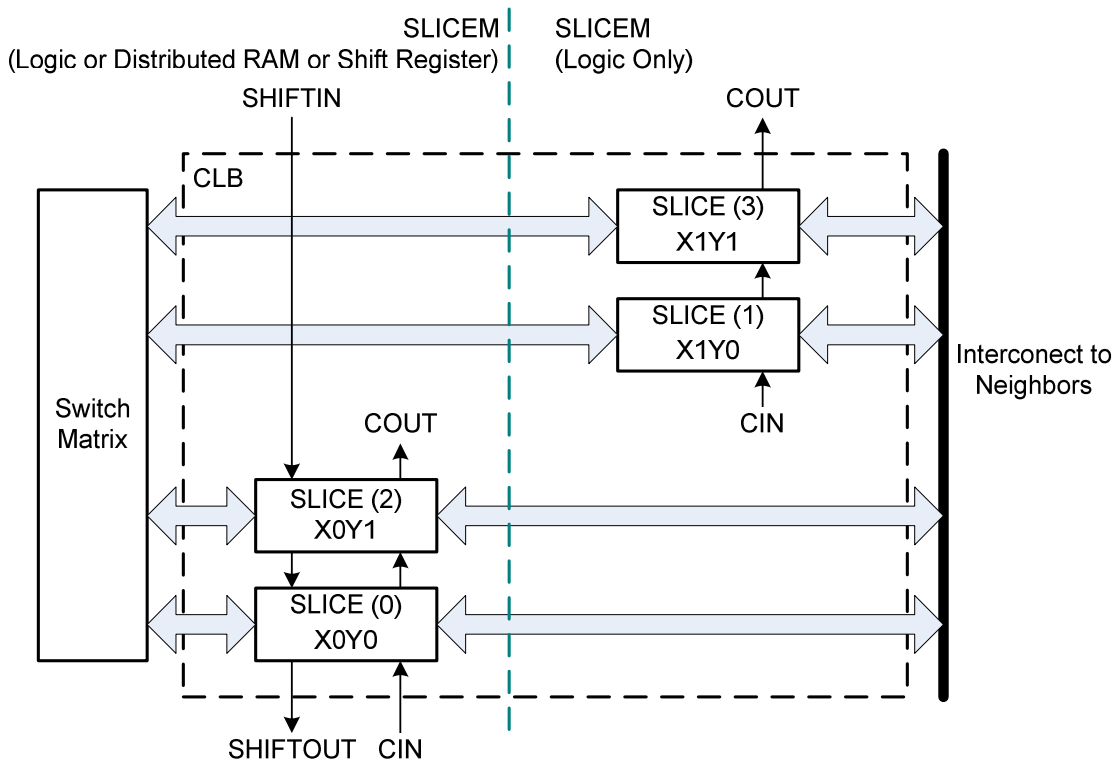 SLICEM
(Logic or Distributed RAM or Shift Register)
SLICEM
(Logic Only)
SHIFTIN
COUT
CLB
SLICE (3)
X1Y1
SLICE (1)
X1Y0
Interconect to
Neighbors
Switch
Matrix
COUT
CIN
SLICE (2)
X0Y1
SLICE (0)
X0Y0
SHIFTOUT
CIN